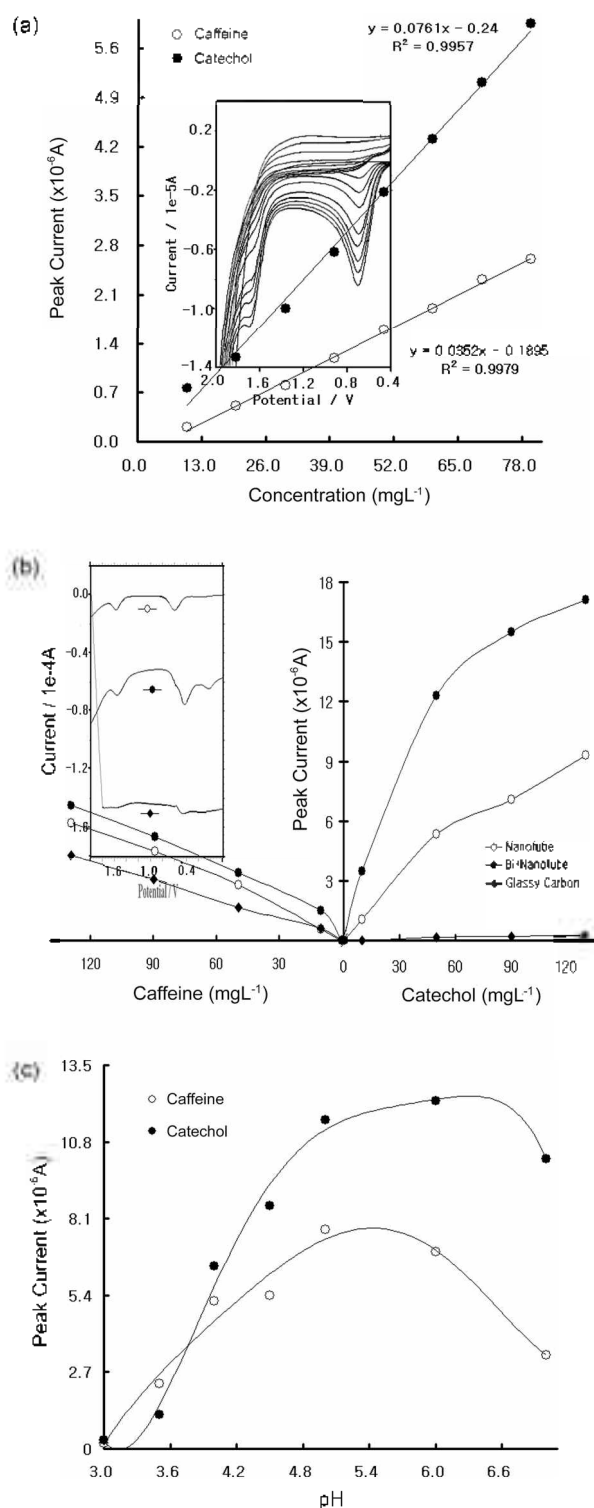 (a)
Caffeine
Catechol
y = 0.0761x - 0.24
R² = 0.9957
5.6
4.9
4.2
3.5
2.8
2.1
1.4
0.7
0.0
Peak Current (x10⁻⁶A)
0.2
-0.2
-0.6
-1.0
-1.4
Current / 1e-5A
2.0 1.6 1.2 0.8 0.4
Potential / V
y = 0.0352x - 0.1895
R² = 0.9979
0.0 13.0 26.0 39.0 52.0 65.0 78.0
Concentration (mgL⁻¹)
(b)
0.0
-0.4
-0.8
-1.2
-1.6
Current / 1e-4A
1.6 1.0 0.4
Potential / V
18
15
12
9
6
3
Peak Current (x10⁻⁶A)
Nanotube
Bi-Nanotube
Glassy Carbon
120 90 60 30 0 30 60 90 120
Caffeine (mgL⁻¹)
Catechol (mgL⁻¹)
(c)
Caffeine
Catechol
13.5
10.8
8.1
5.4
2.7
0
Peak Current (x10⁻⁶A)
3.0 3.6 4.2 4.8 5.4 6.0 6.6
pH